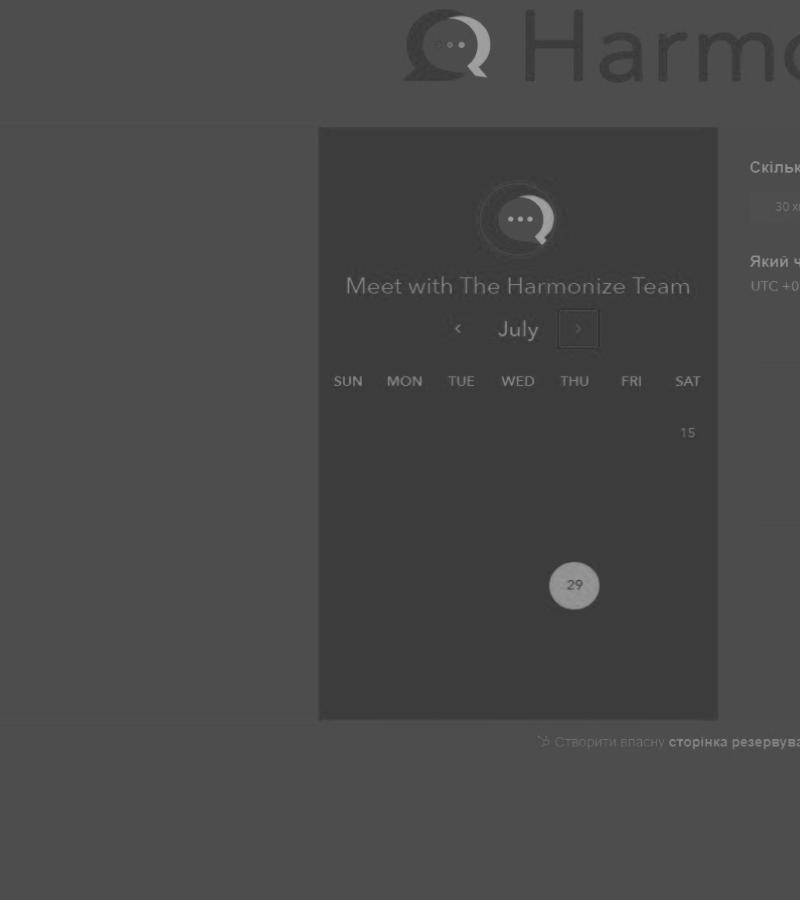 Harmo
Скільк
30 хв
Який ч
UTC +0
Meet with The Harmonize Team
July
SUN MON TUE WED THU FRI SAT
15
29
Створити власну сторінка резервува